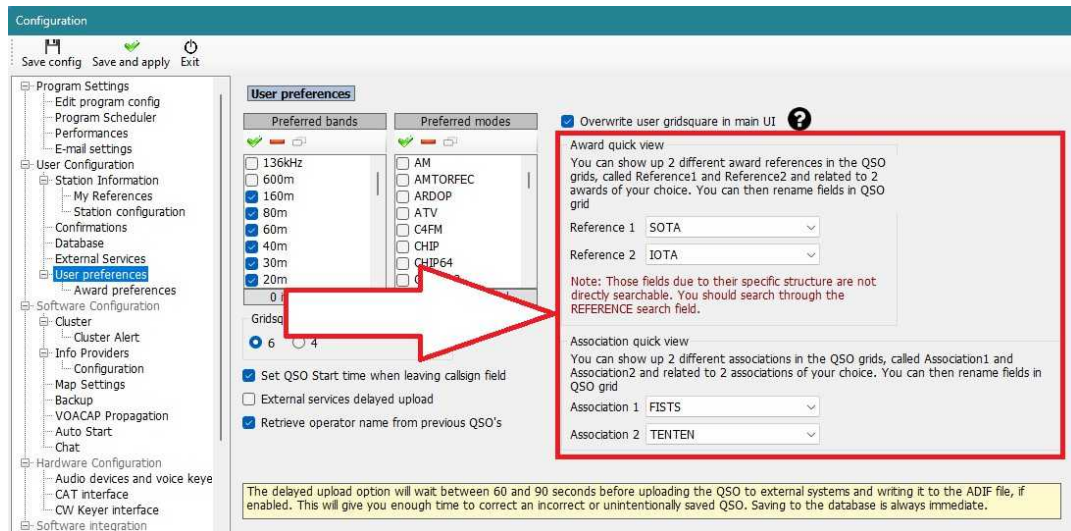 Configuration
Save config Save and apply Exit
Program Settings
Edit program config
Program Scheduler
Performances
E-mail settings
User Configuration
Station Information
My References
Station configuration
Confirmations
Database
External Services
User preferences
Award preferences
Software Configuration
Cluster
Cluster Alert
Info Providers
Configuration
Map Settings
Backup
VOACAP Propagation
Auto Start
Chat
Hardware Configuration
Audio devices and voice keye
CAT interface
CW Keyer interface
Software integration
User preferences
Preferred bands
136kHz
600m
160m
80m
60m
40m
30m
20m
0
Preferred modes
AM
AMTORFEC
ARDOP
ATV
C4FM
CHIP
CHIP64
Gridsq
6 4
Set QSO Start time when leaving callsign field
External services delayed upload
Retrieve operator name from previous QSO's
Overwrite user gridsquare in main UI ?
Award quick view
You can show up 2 different award references in the QSO
grids, called Reference1 and Reference2 and related to 2
awards of your choice. You can then rename fields in QSO
grid
Reference 1 SOTA
Reference 2 IOTA
Note: Those fields due to their specific structure are not
directly searchable. You should search through the
REFERENCE search field.
Association quick view
You can show up 2 different associations in the QSO grids, called Association1 and
Association2 and related to 2 associations of your choice. You can then rename fields in
QSO grid
Association 1 FISTS
Association 2 TENTEN
The delayed upload option will wait between 60 and 90 seconds before uploading the QSO to external systems and writing it to the ADIF file, if
enabled. This will give you enough time to correct an incorrect or unintentionally saved QSO. Saving to the database is always immediate.